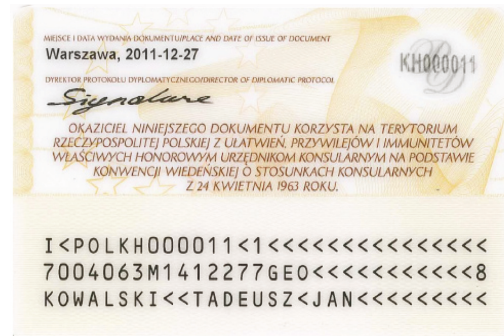 MIEJSCE I DATA WYDANIA DOKUMENTU/PLACE AND DATE OF ISSUE OF DOCUMENT
Warszawa, 2011-12-27
KH000011
DYREKTOR PROTOKOŁU DYPLOMATYCZNEGO/DIRECTOR OF DIPLOMATIC PROTOCOL
Signature
OKAZICIEL NINIEJSZEGO DOKUMENTU KORZYSTA NA TERYTORIUM
RZECZYPOSPOLITEJ POLSKIEJ Z UŁATWIEŃ, PRZYWILEJÓW I IMMUNITETÓW
WŁAŚCIWYCH HONOROWYM URZĘDNIKOM KONSULARNYM NA PODSTAWIE
KONWENCJI WIEDEŃSKIEJ O STOSUNKACH KONSULARNYCH
Z 24 KWIETNIA 1963 ROKU.
I<POLKH000011<1<<<<<<<<<<<<<<<
7004063M1412277GEO<<<<<<<<<<<8
KOWALSKI<<TADEUSZ<JAN<<<<<<<<<